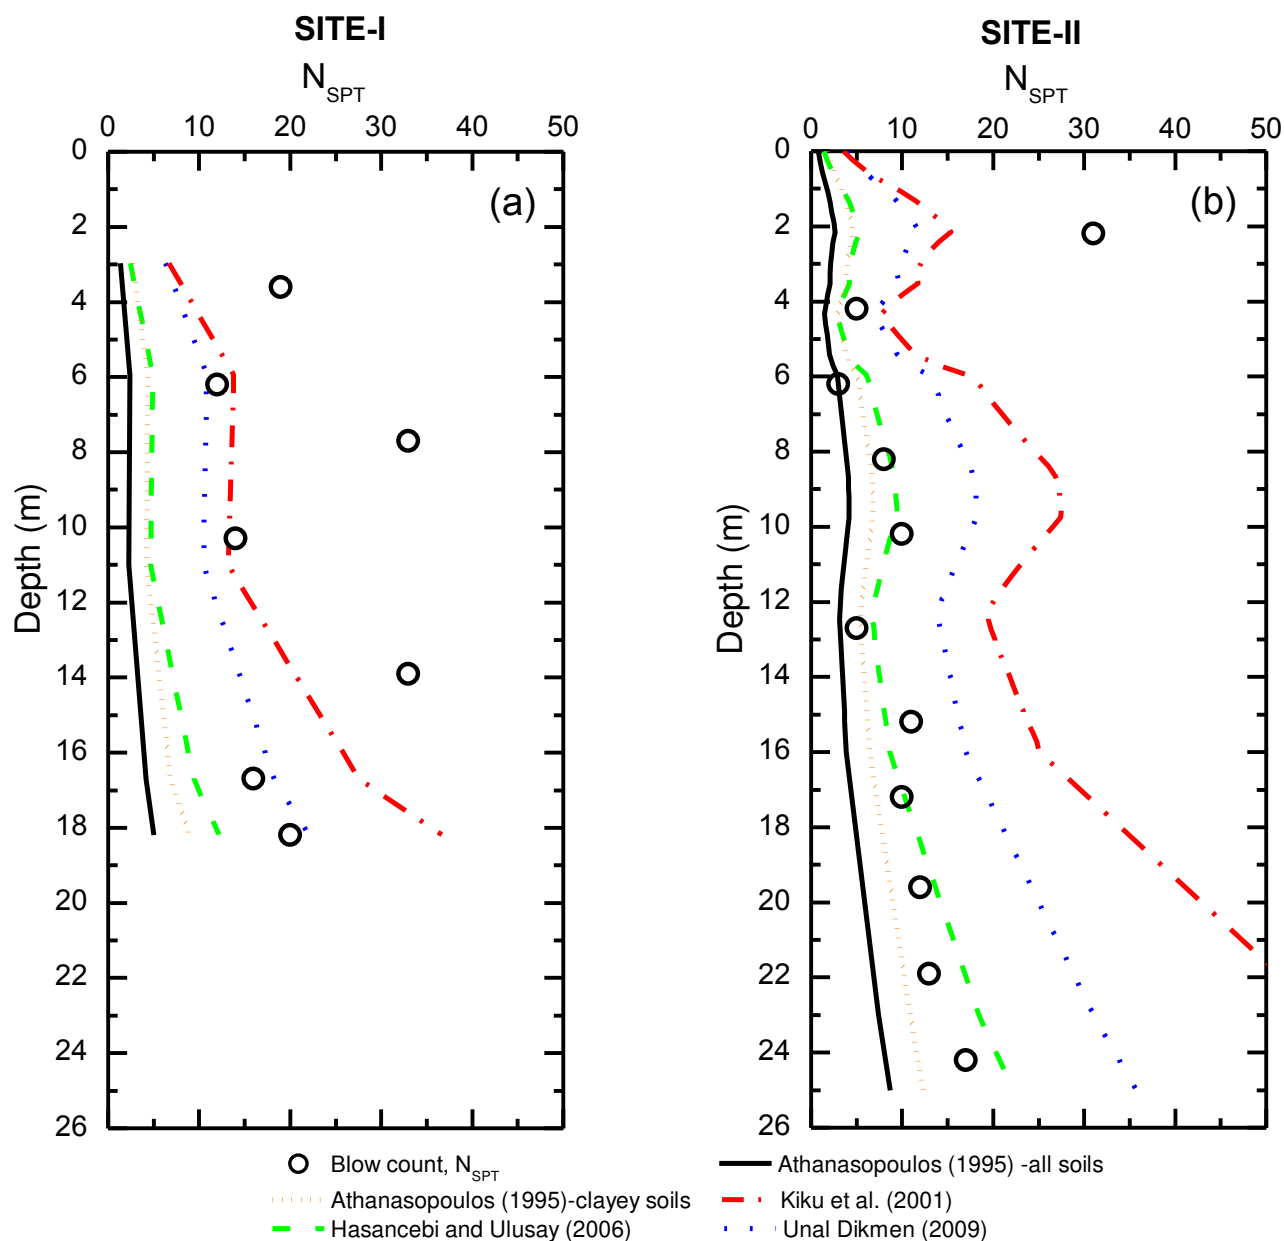 SITE-I
N_SPT
0 10 20 30 40 50
0
2
4
6
8
10
12
14
16
18
20
22
24
26
Depth (m)
(a)
SITE-II
N_SPT
0 10 20 30 40 50
0
2
4
6
8
10
12
14
16
18
20
22
24
26
Depth (m)
(b)
Blow count, N_SPT
Athanasopoulos (1995) -all soils
Athanasopoulos (1995)-clayey soils
Kiku et al. (2001)
Hasancebi and Ulusay (2006)
Unal Dikmen (2009)